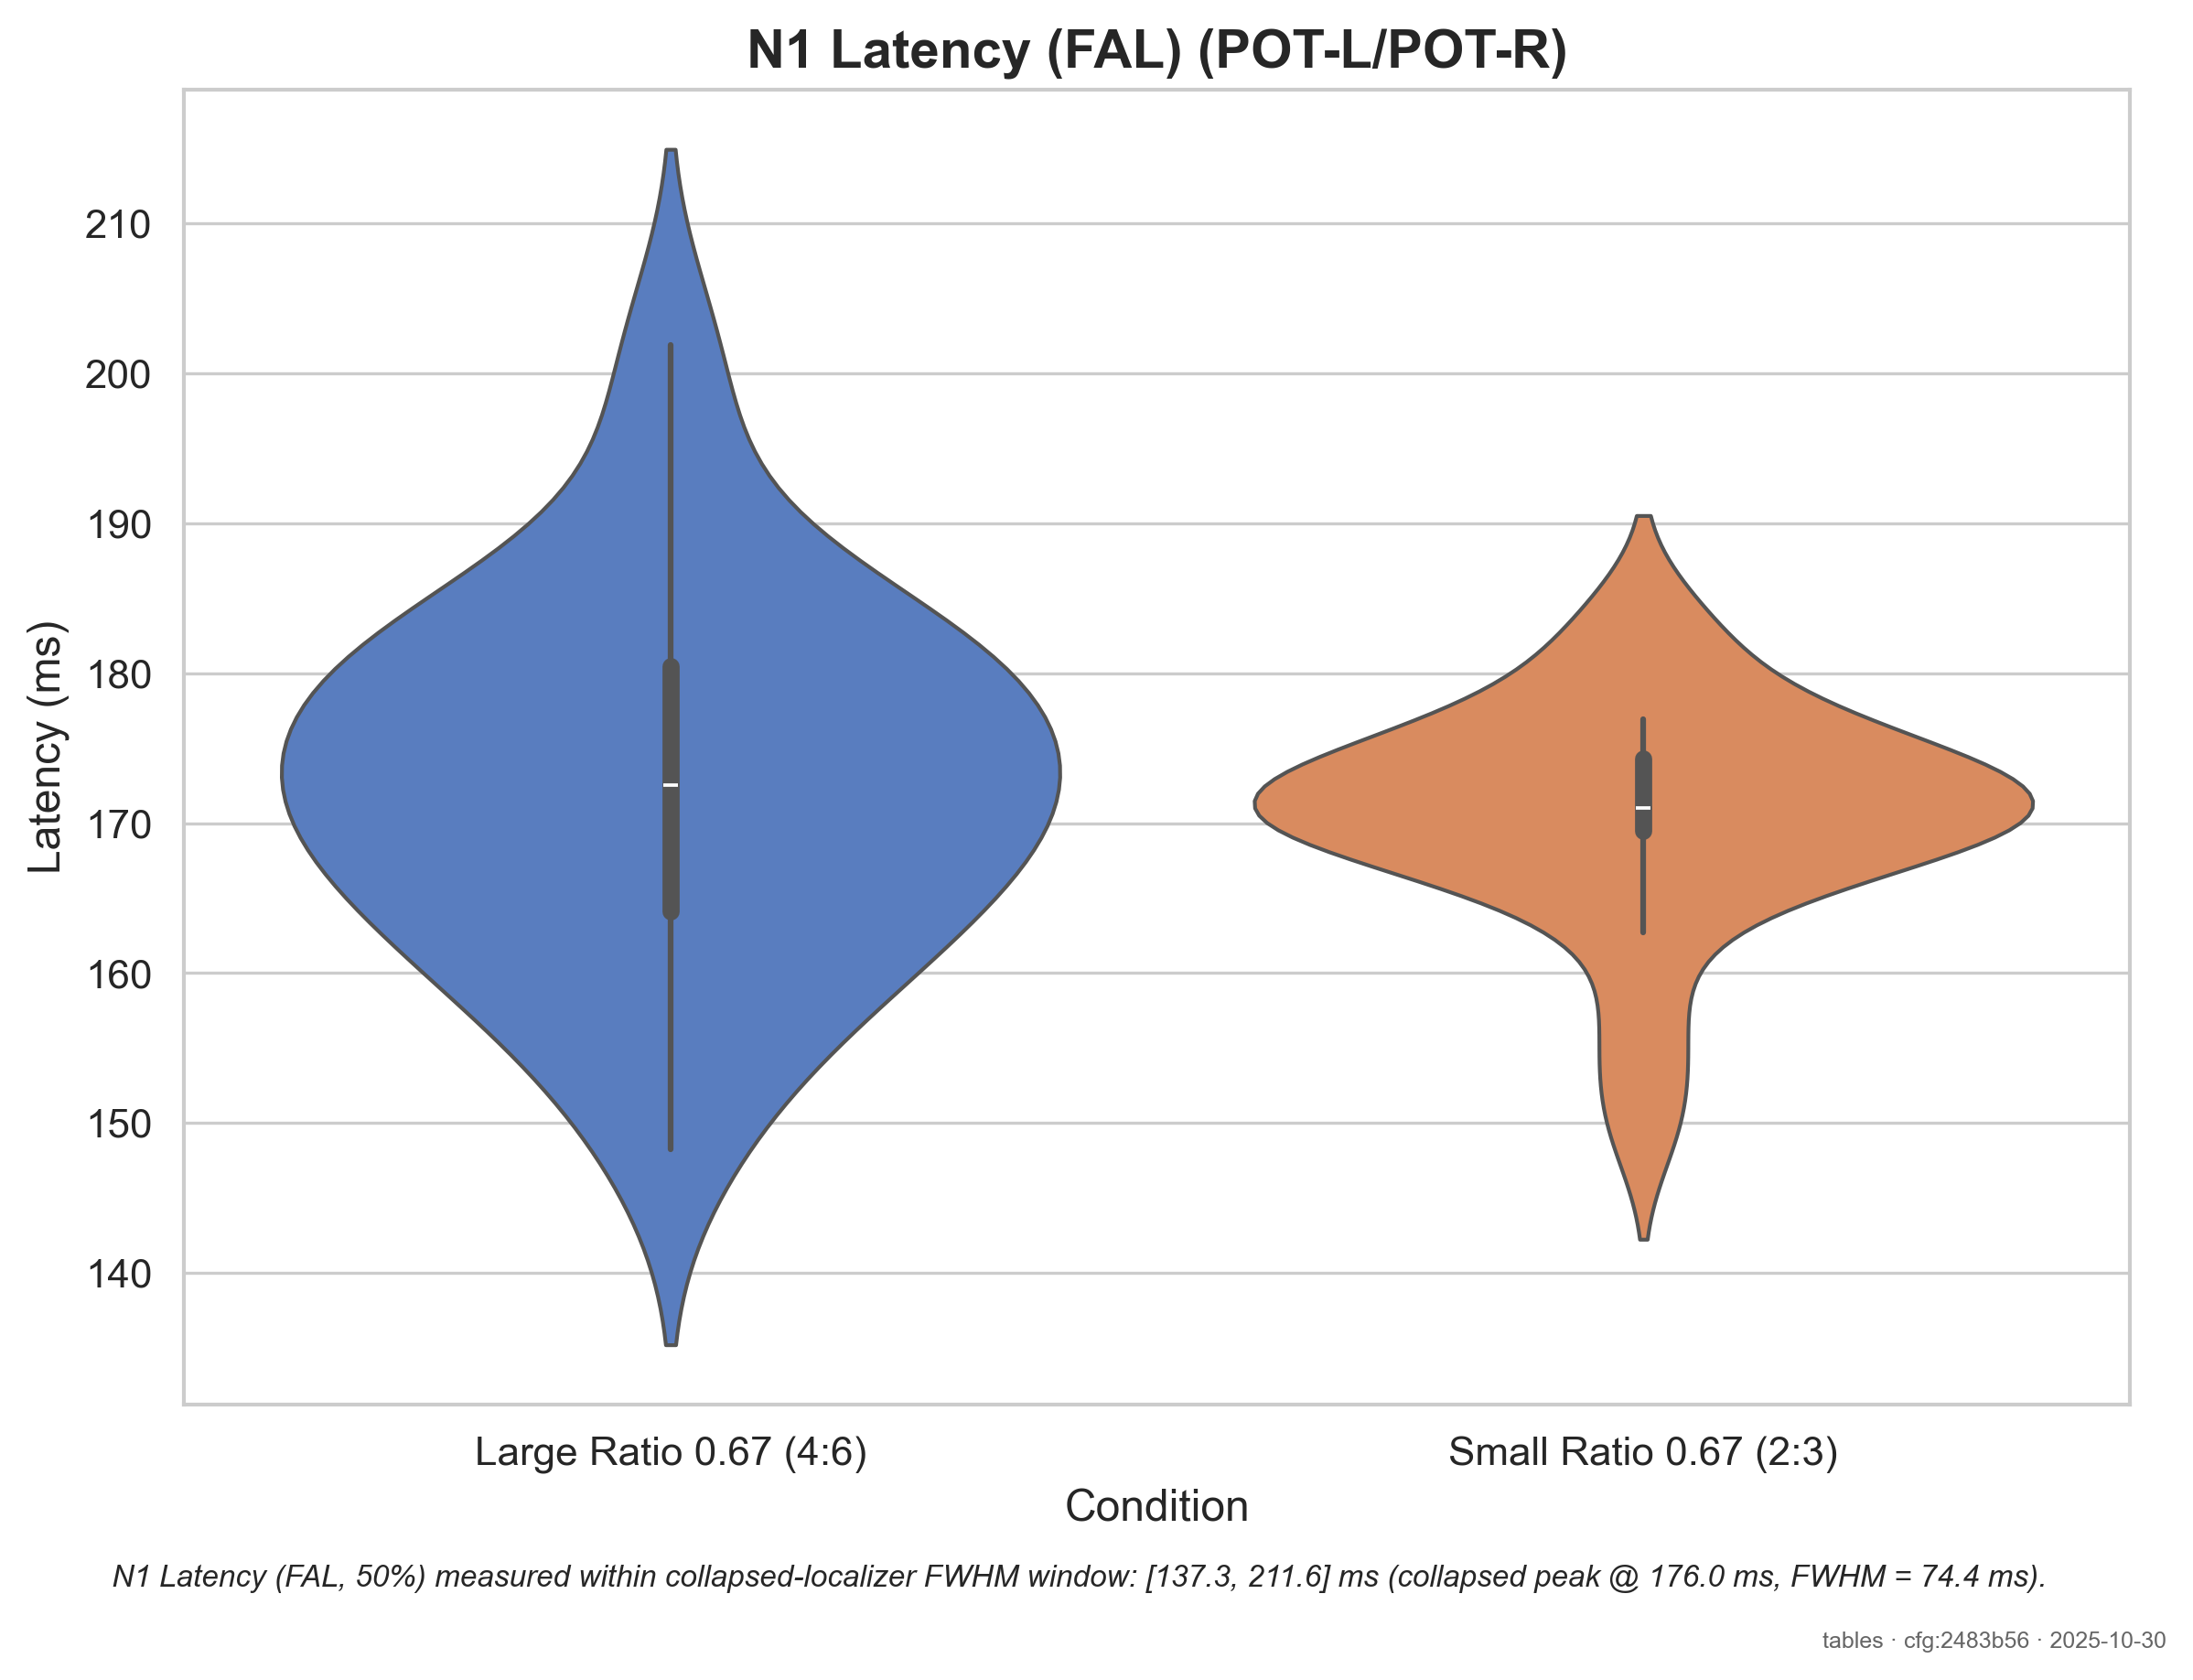 N1 Latency (FAL) (POT-L/POT-R)
Latency (ms)
210
200
190
180
170
160
150
140
Large Ratio 0.67 (4:6)
Small Ratio 0.67 (2:3)
Condition
N1 Latency (FAL, 50%) measured within collapsed-localizer FWHM window: [137.3, 211.6] ms (collapsed peak @ 176.0 ms, FWHM = 74.4 ms).
tables · cfg:2483b56 · 2025-10-30